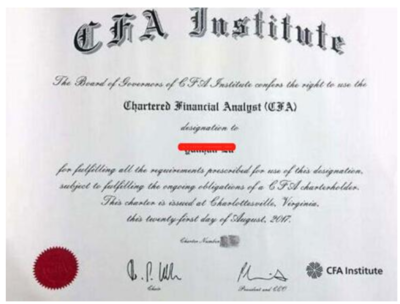 CFA Institute
The Board of Governors of CFA Institute confers the right to use the
Chartered Financial Analyst (CFA)
designation to
for fulfilling all the requirements prescribed for use of this designation,
subject to fulfilling the ongoing obligations of a CFA charterholder.
This charter is issued at Charlottesville, Virginia,
this twenty-first day of August, 2017.
Charter Number
Chair
President and CEO
CFA Institute